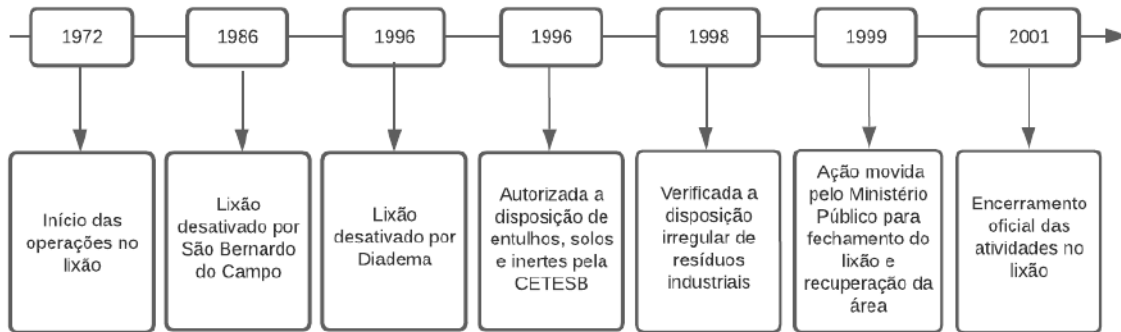 1972
1986
1996
1996
1998
1999
2001
Início das
operações no
lixão
Lixão
desativado por
São Bernardo
do Campo
Lixão
desativado por
Diadema
Autorizada a
disposição de
entulhos, solos
e inertes pela
CETESB
Verificada a
disposição
irregular de
resíduos
industriais
Ação movida
pelo Ministério
Público para
fechamento do
lixão e
recuperação da
área
Encerramento
oficial das
atividades no
lixão